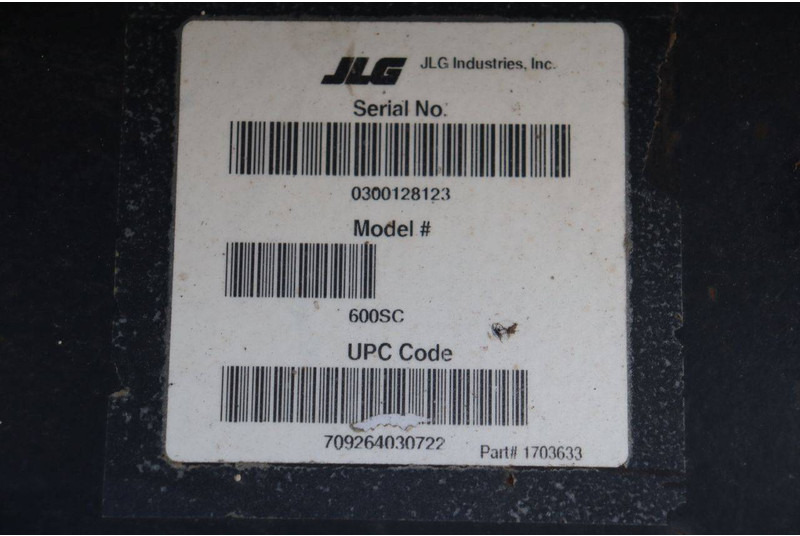 JLG JLG Industries, Inc.
Serial No.
0300128123
Model #
600SC
UPC Code
709264030722
Part# 1703633